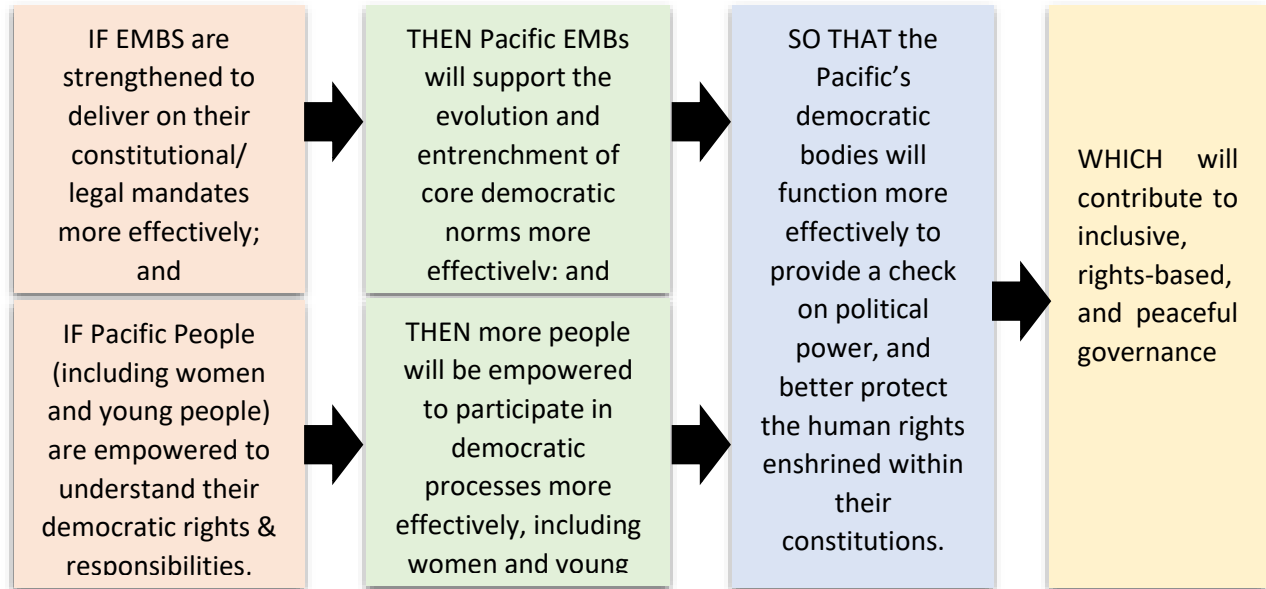 IF EMBS are
strengthened to
deliver on their
constitutional/
legal mandates
more effectively;
and
IF Pacific People
(including women
and young people)
are empowered to
understand their
democratic rights &
responsibilities.
THEN Pacific EMBs
will support the
evolution and
entrenchment of
core democratic
norms more
effectively; and
THEN more people
will be empowered
to participate in
democratic
processes more
effectively, including
women and young
SO THAT the
Pacific’s
democratic
bodies will
function more
effectively to
provide a check
on political
power, and
better protect
the human rights
enshrined within
their
constitutions.
WHICH will
contribute to
inclusive,
rights-based,
and peaceful
governance